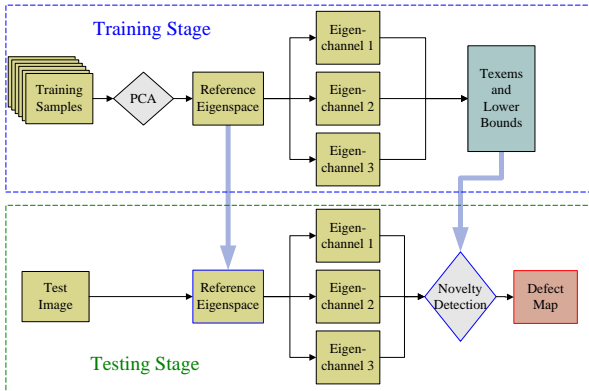 Training Stage
Training
Samples
PCA
Reference
Eigenspace
Eigen-
channel 1
Eigen-
channel 2
Eigen-
channel 3
Texems
and
Lower
Bounds
Test
Image
Reference
Eigenspace
Eigen-
channel 1
Eigen-
channel 2
Eigen-
channel 3
Novelty
Detection
Defect
Map
Testing Stage